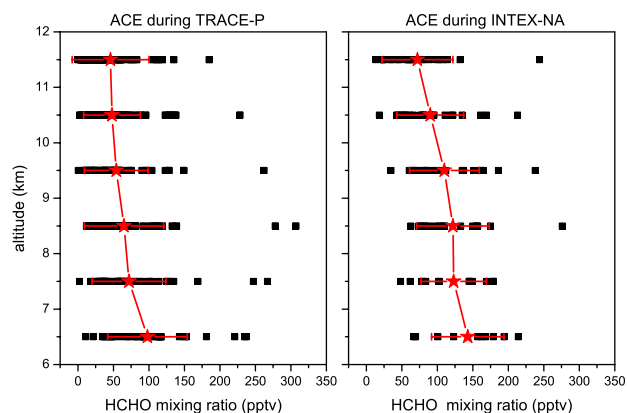 ACE during TRACE-P ACE during INTEX-NA
12
11
10
9
8
7
6
altitude (km)
0 50 100 150 200 250 300 350 0 50 100 150 200 250 300 350
HCHO mixing ratio (pptv) HCHO mixing ratio (pptv)